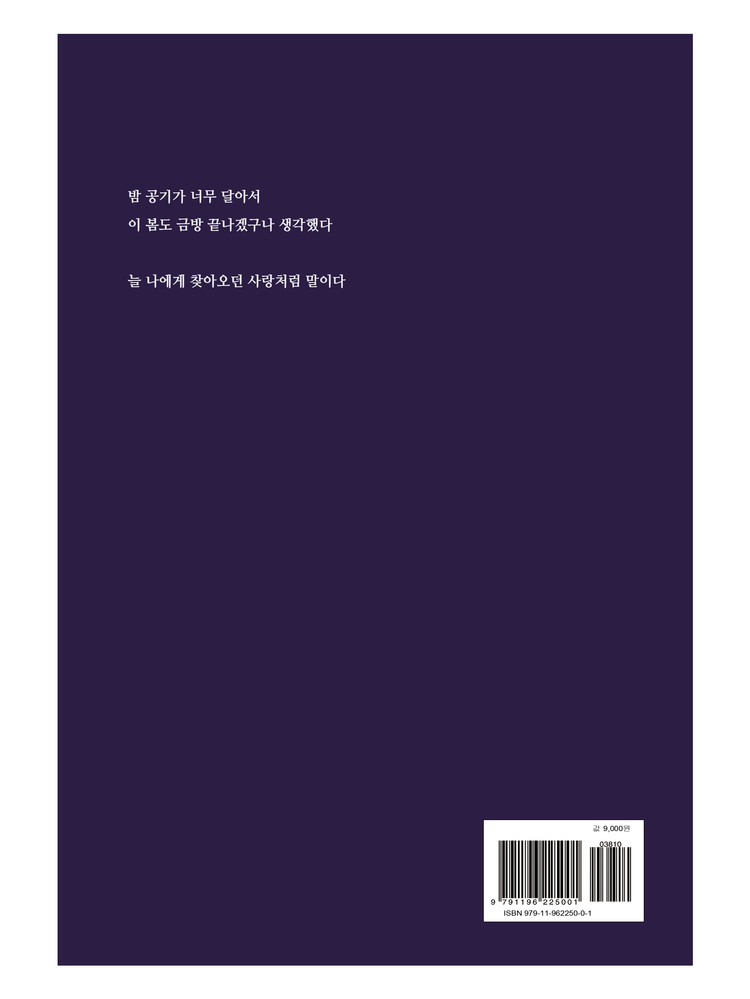 밤 공기가 너무 달아서
이 봄도 금방 끝나겠구나 생각했다
늘 나에게 찾아오던 사랑처럼 말이다
값 9,000원
03810
9 791196 225001
ISBN 979-11-962250-0-1